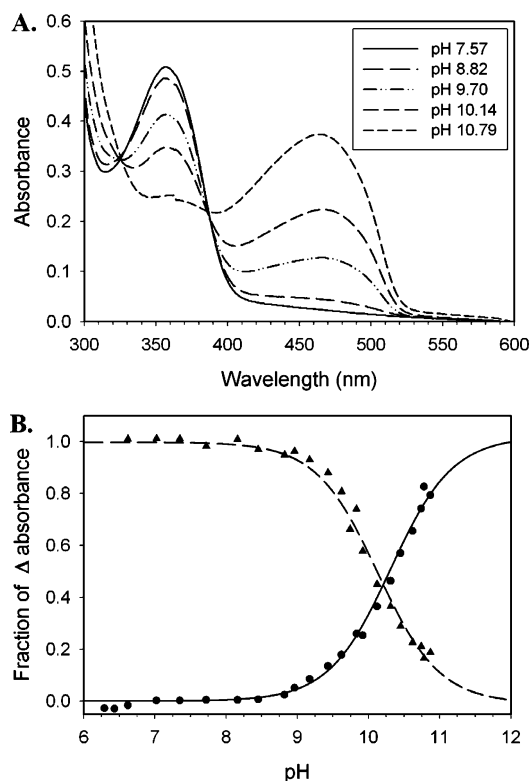 A.
Absorbance
0.6
0.5
0.4
0.3
0.2
0.1
0.0
pH 7.57
pH 8.82
pH 9.70
pH 10.14
pH 10.79
300 350 400 450 500 550 600
Wavelength (nm)
B.
Fraction of Δ absorbance
1.0
0.8
0.6
0.4
0.2
0.0
6 7 8 9 10 11 12
pH